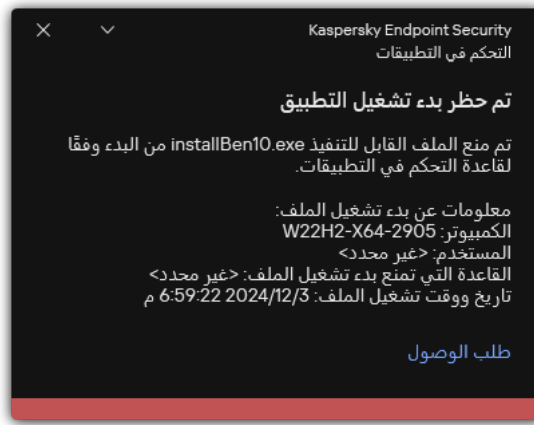 Kaspersky Endpoint Security
التحكم في التطبيقات
تم حظر بدء تشغيل التطبيق
تم منع الملف القابل للتنفيذ installBen10.exe من البدء وفقًا
لقاعدة التحكم في التطبيقات.
معلومات عن بدء تشغيل الملف:
الكمبيوتر: W22H2-X64-2905
المستخدم: <غير محدد>
القاعدة التي تمنع بدء تشغيل الملف: <غير محدد>
تاريخ ووقت تشغيل الملف: 2024/12/3 6:59:22 م
طلب الوصول